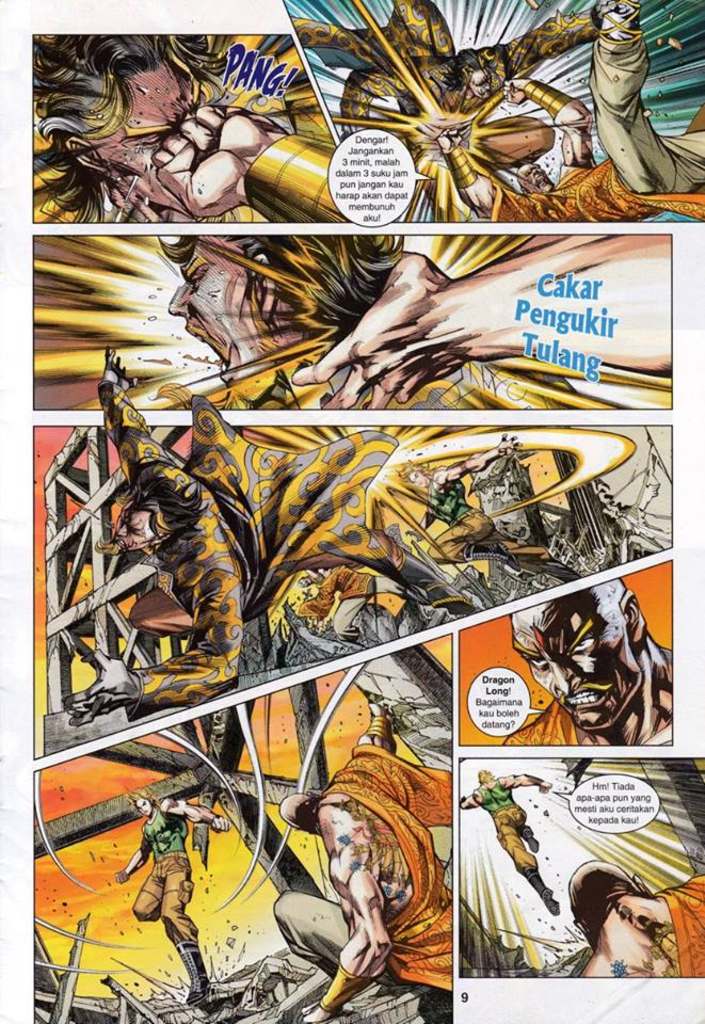 PANG!
Dengar!
Jangankan
3 minit, malah
dalam 3 suku jam
pun jangan kau
harap akan dapat
membunuh
aku!
Cakar
Pengukir
Tulang
Dragon
Long!
Bagaimana
kau boleh
datang?
Hm! Tiada
apa-apa pun yang
mesti aku ceritakan
kepada kau!
9